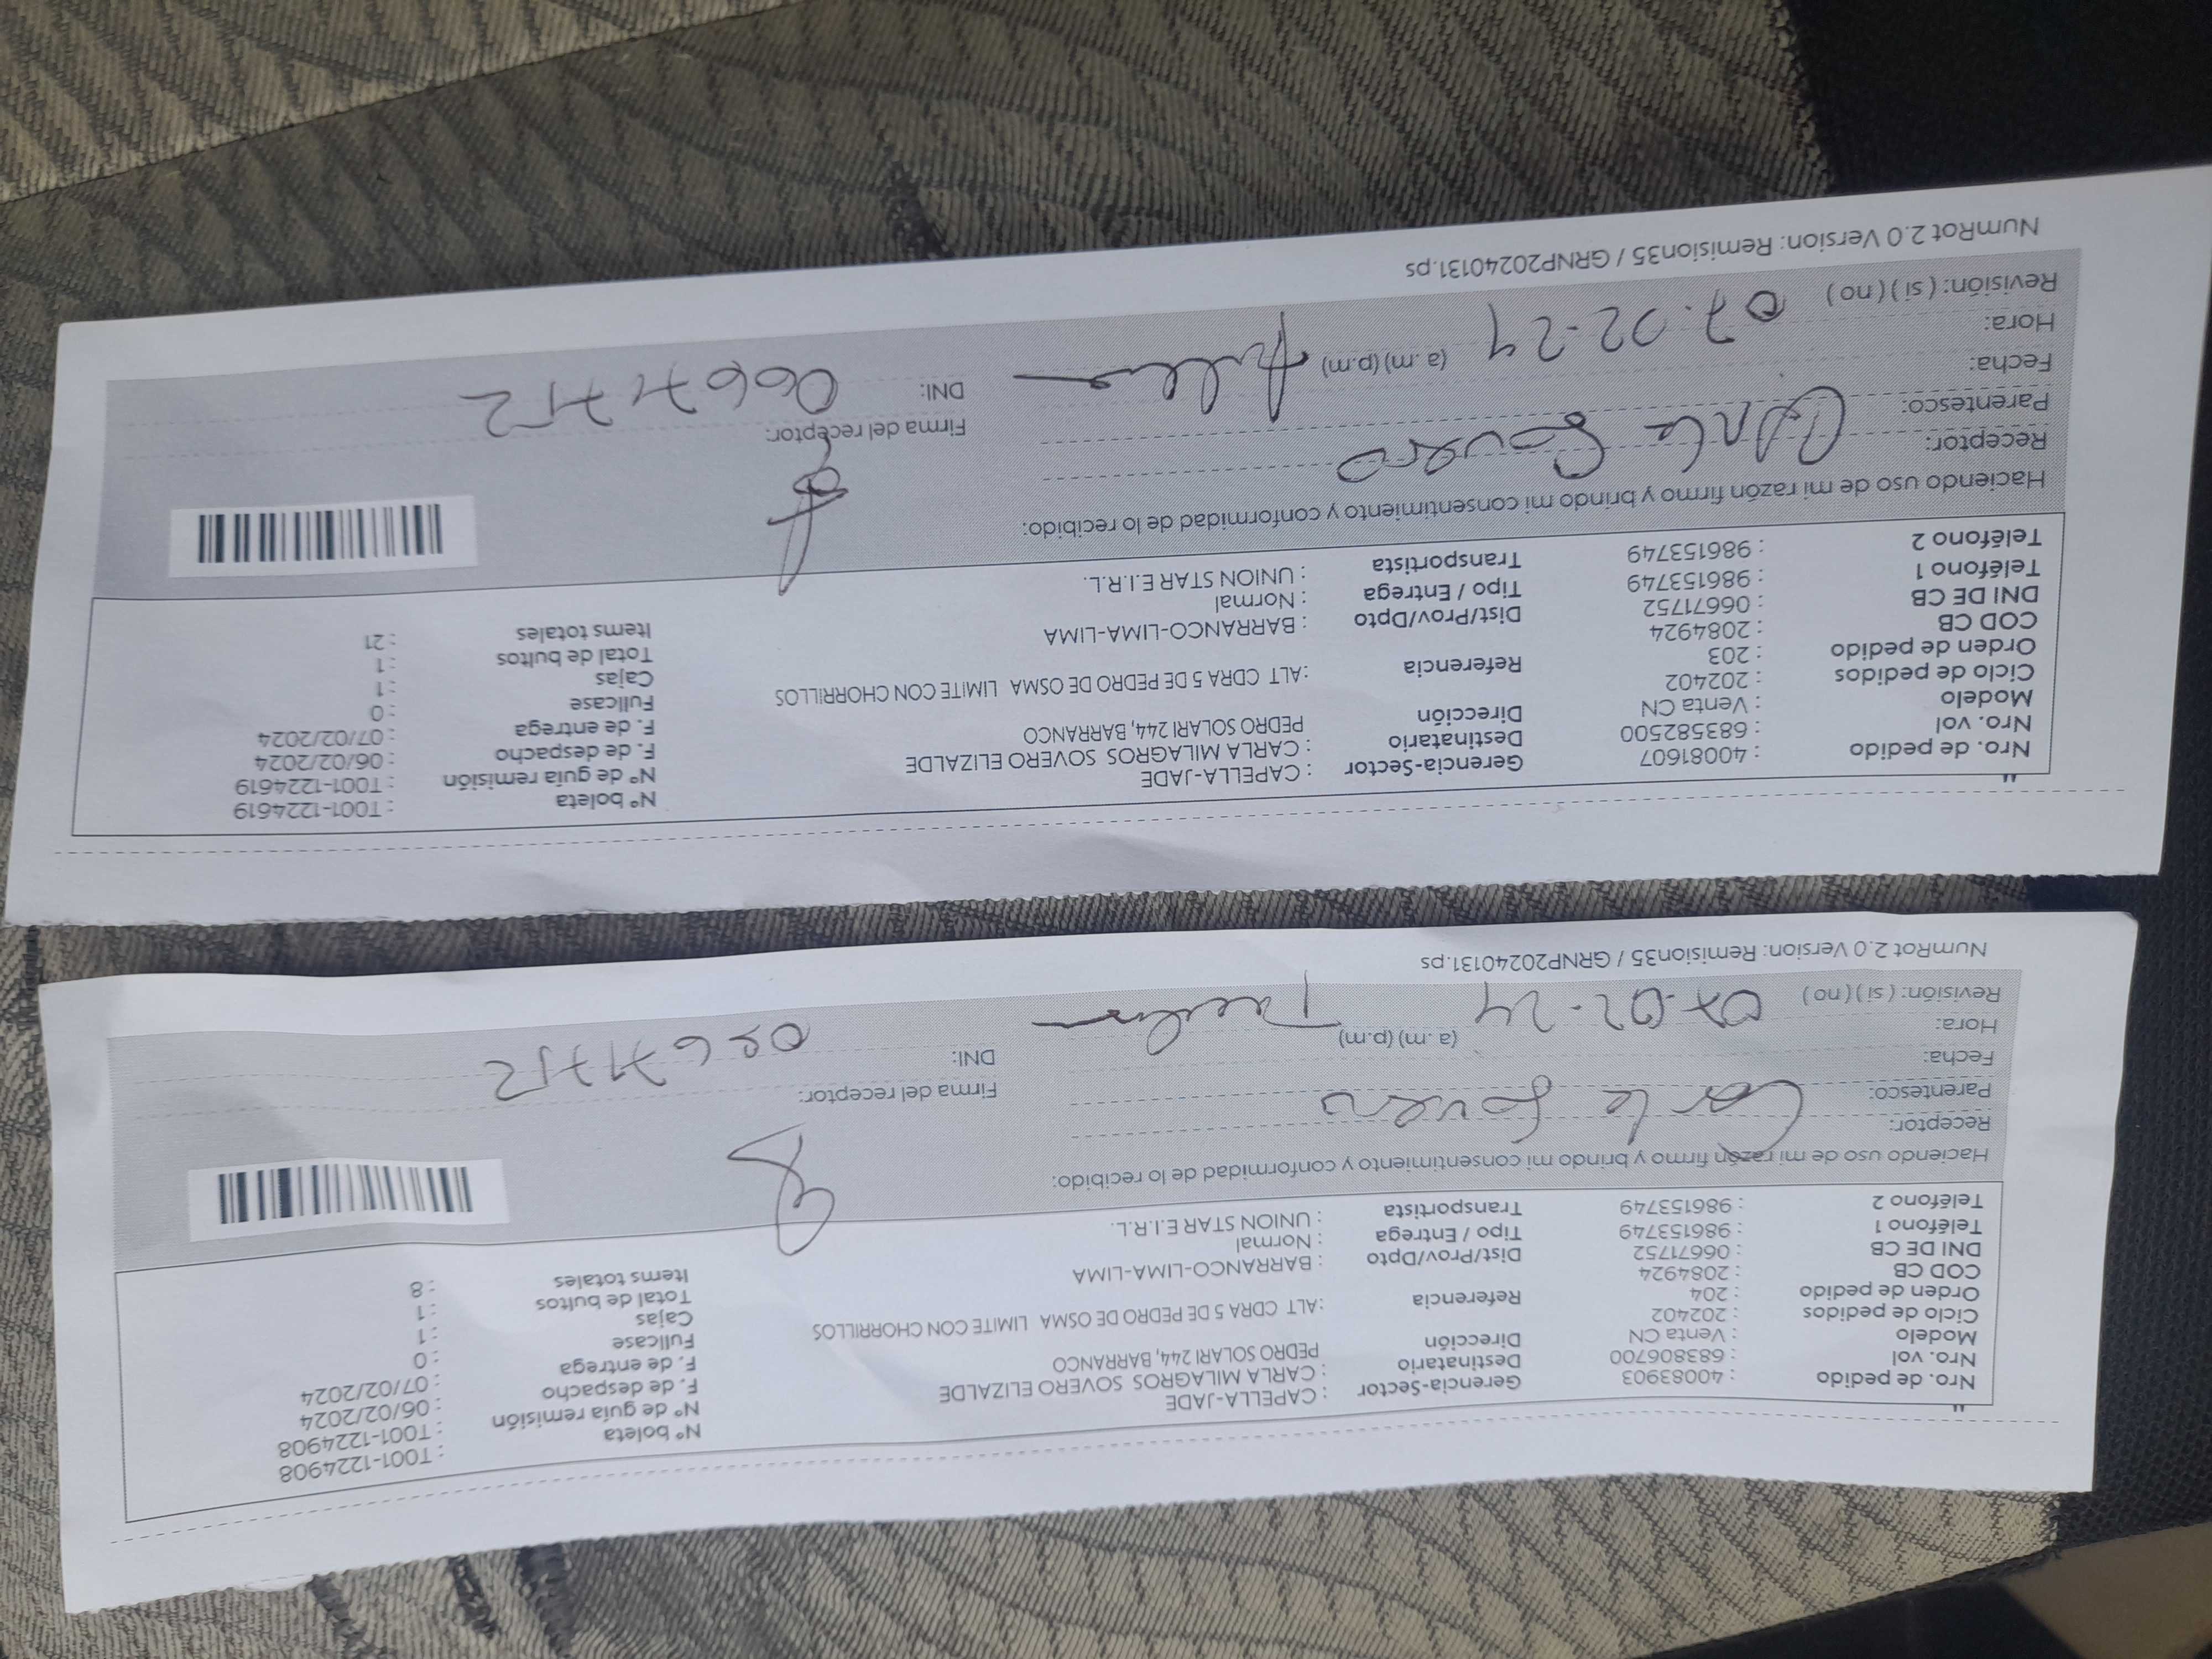 "
Nro. de pedido : 40083903 Gerencia-Sector : CAPELLA-JADE Nº boleta : T001-1224908
Nro. vol : 683806700 Destinatario : CARLA MILAGROS SOVERO ELIZALDE Nº de guía remisión : T001-1224908
Modelo : Venta CN Dirección PEDRO SOLARI 244, BARRANCO F. de despacho : 06/02/2024
Ciclo de pedidos : 202402 F. de entrega : 07/02/2024
Orden de pedido : 204 Referencia :ALT CDRA 5 DE PEDRO DE OSMA LIMITE CON CHORRILLOS Fullcase : 0
COD CB : 2084924 Cajas : 1
DNI DE CB : 06671752 Dist/Prov/Dpto : BARRANCO-LIMA-LIMA Total de bultos : 1
Teléfono 1 : 986153749 Tipo / Entrega : Normal Items totales : 8
Teléfono 2 : 986153749 Transportista : UNION STAR E.I.R.L.
Haciendo uso de mi razón firmo y brindo mi consentimiento y conformidad de lo recibido:
Receptor: Carla Sovero
Parentesco:
Firma del receptor:
Fecha: 07-02-24
DNI: 06671752
Hora: (a .m) (p.m)
Revisión: ( si ) ( no )
NumRot 2.0 Version: Remision35 / GRNP20240131.ps
"
Nro. de pedido : 40081607 Gerencia-Sector : CAPELLA-JADE Nº boleta : T001-1224619
Nro. vol : 683582500 Destinatario : CARLA MILAGROS SOVERO ELIZALDE Nº de guía remisión : T001-1224619
Modelo : Venta CN Dirección PEDRO SOLARI 244, BARRANCO F. de despacho : 06/02/2024
Ciclo de pedidos : 202402 F. de entrega : 07/02/2024
Orden de pedido : 203 Referencia :ALT CDRA 5 DE PEDRO DE OSMA LIMITE CON CHORRILLOS Fullcase : 0
COD CB : 2084924 Cajas : 1
DNI DE CB : 06671752 Dist/Prov/Dpto : BARRANCO-LIMA-LIMA Total de bultos : 1
Teléfono 1 : 986153749 Tipo / Entrega : Normal Items totales : 21
Teléfono 2 : 986153749 Transportista : UNION STAR E.I.R.L.
Haciendo uso de mi razón firmo y brindo mi consentimiento y conformidad de lo recibido:
Receptor: Carla Sovero
Parentesco:
Firma del receptor:
Fecha: 07-02-24
DNI: 06671752
Hora: (a .m) (p.m)
Revisión: ( si ) ( no )
NumRot 2.0 Version: Remision35 / GRNP20240131.ps